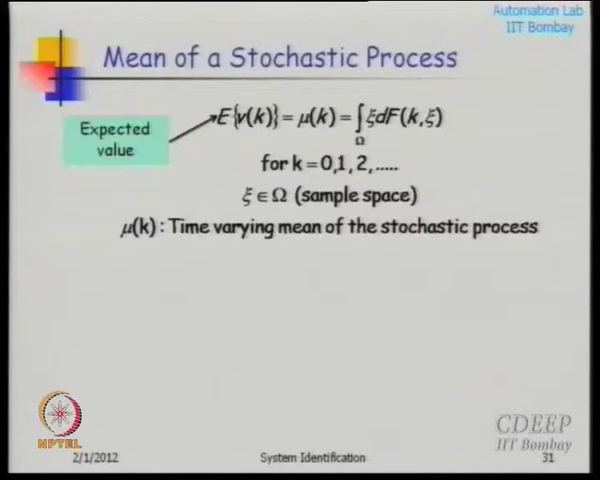 Automation Lab
IIT Bombay
Mean of a Stochastic Process
Expected
value
E{v(k)} = μ(k) = ∫_Ω ξdF(k,ξ)
for k = 0,1, 2,.....
ξ ∈ Ω (sample space)
μ(k) : Time varying mean of the stochastic process
NPTEL
CDEEP
IIT Bombay
2/1/2012
System Identification
31